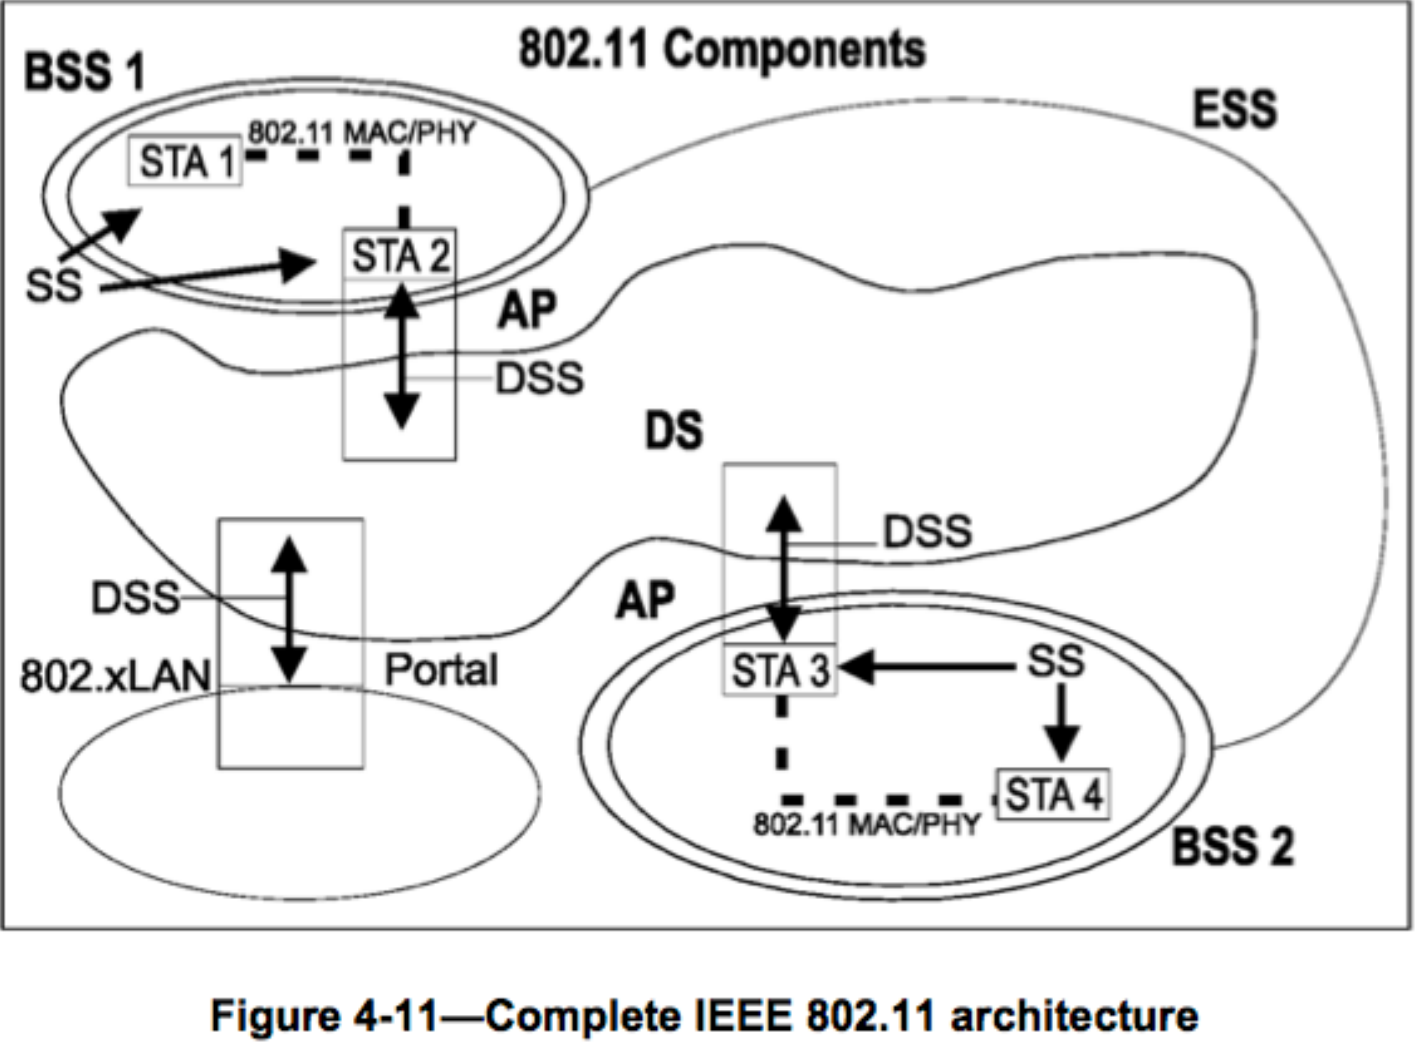 802.11 Components
BSS 1
ESS
802.11 MAC/PHY
STA 1
STA 2
SS
AP
DSS
DS
DSS
DSS
AP
802.xLAN
Portal
STA 3
SS
STA 4
802.11 MAC/PHY
BSS 2
Figure 4-11—Complete IEEE 802.11 architecture